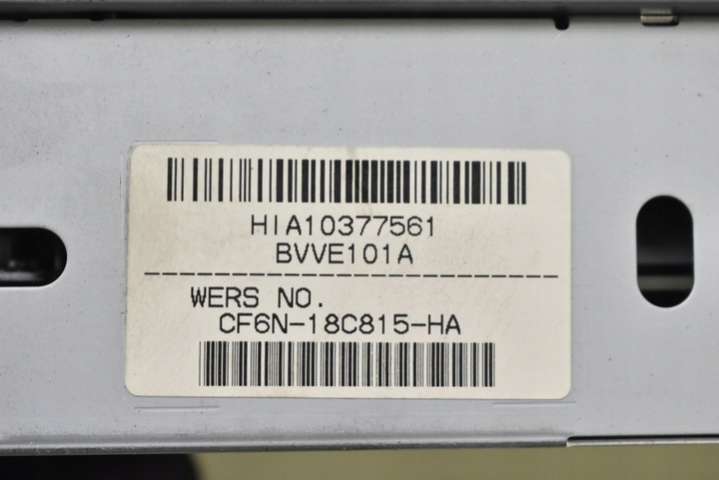 HIA10377561
BVVE101A
WERS NO.
CF6N-18C815-HA